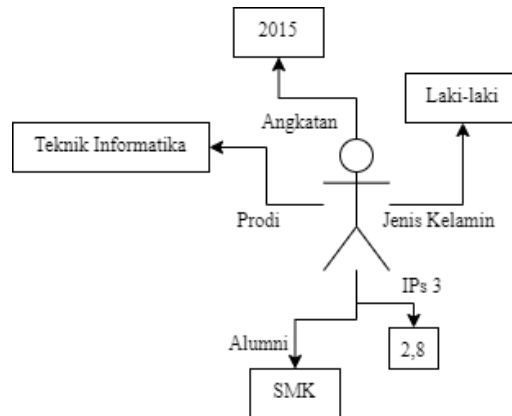 2015
Angkatan
Laki-laki
Teknik Informatika
Prodi
Jenis Kelamin
IPs 3
Alumni
2,8
SMK